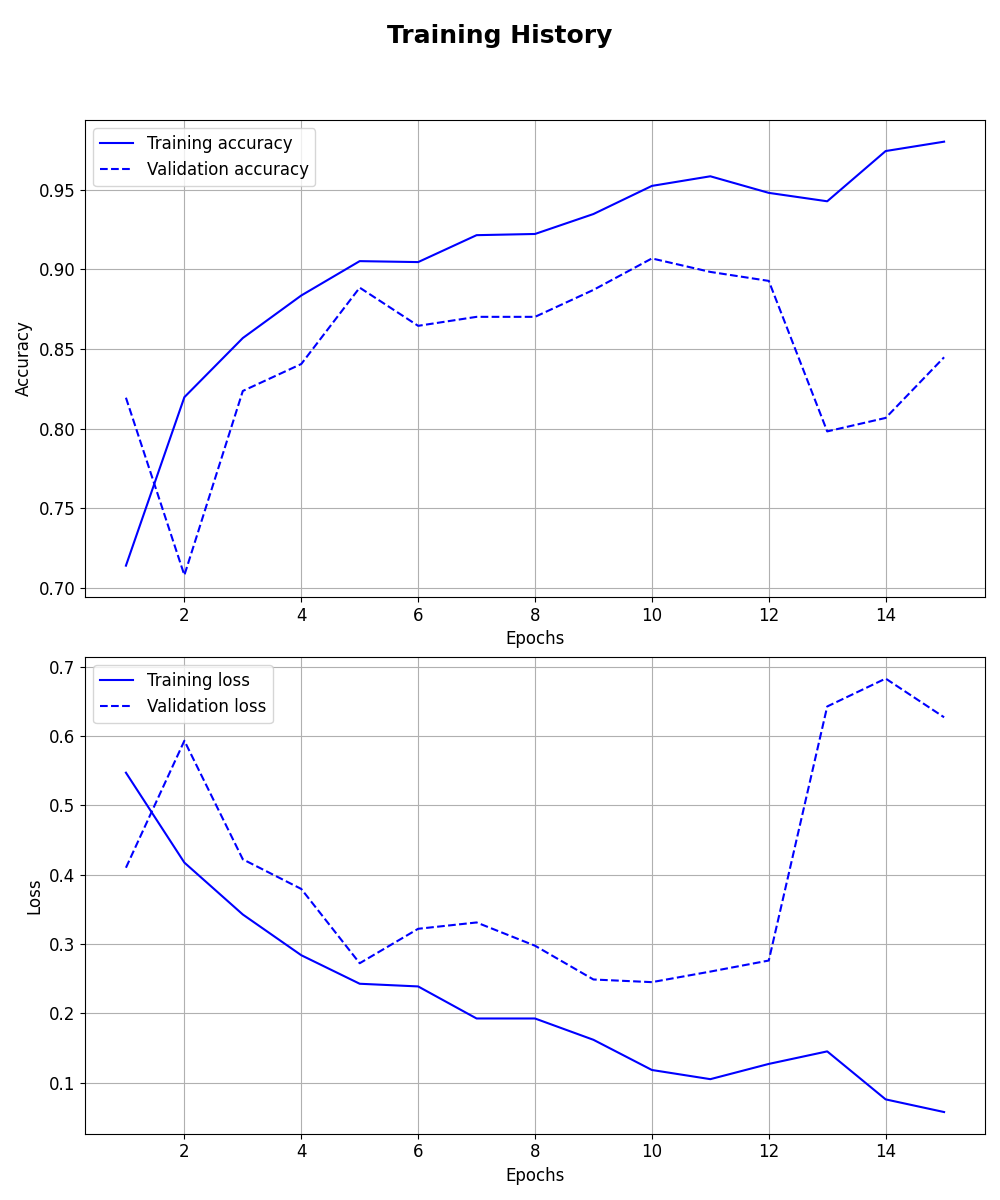 Training History
Training accuracy
Validation accuracy
0.95
0.90
0.85
0.80
0.75
0.70
Accuracy
2 4 6 8 10 12 14
Epochs
Training loss
Validation loss
0.7
0.6
0.5
0.4
0.3
0.2
0.1
Loss
2 4 6 8 10 12 14
Epochs